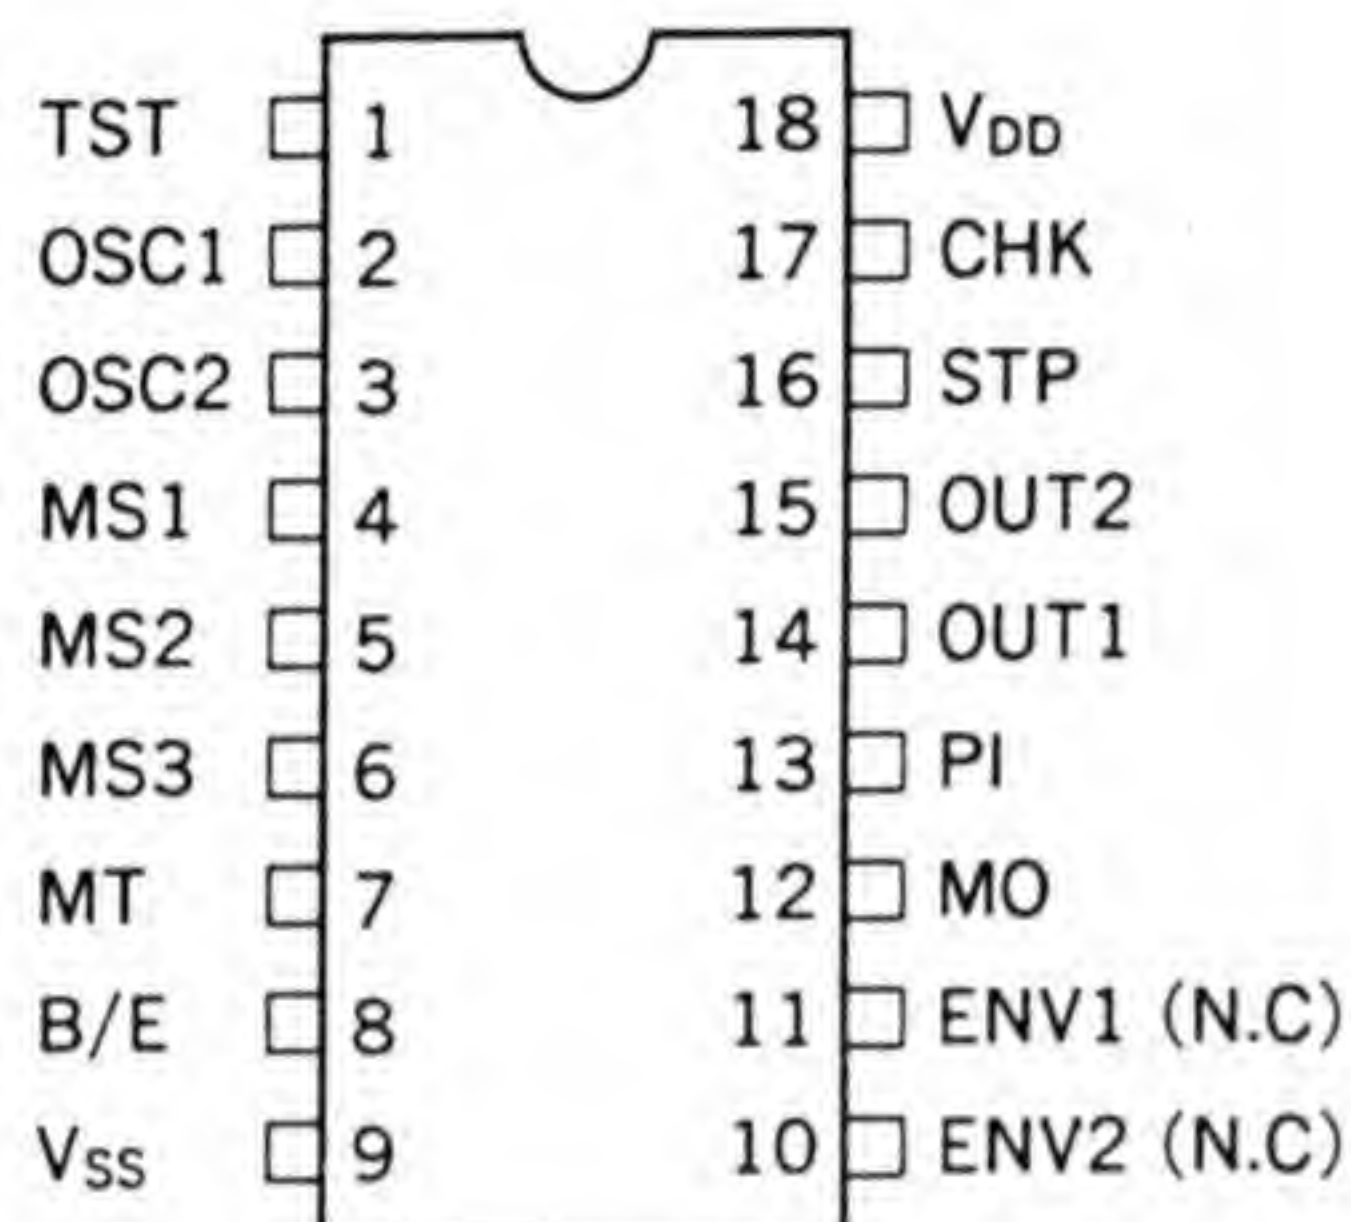 TST 1 18 VDD
OSC1 2 17 CHK
OSC2 3 16 STP
MS1 4 15 OUT2
MS2 5 14 OUT1
MS3 6 13 PI
MT 7 12 MO
B/E 8 11 ENV1 (N.C)
VSS 9 10 ENV2 (N.C)